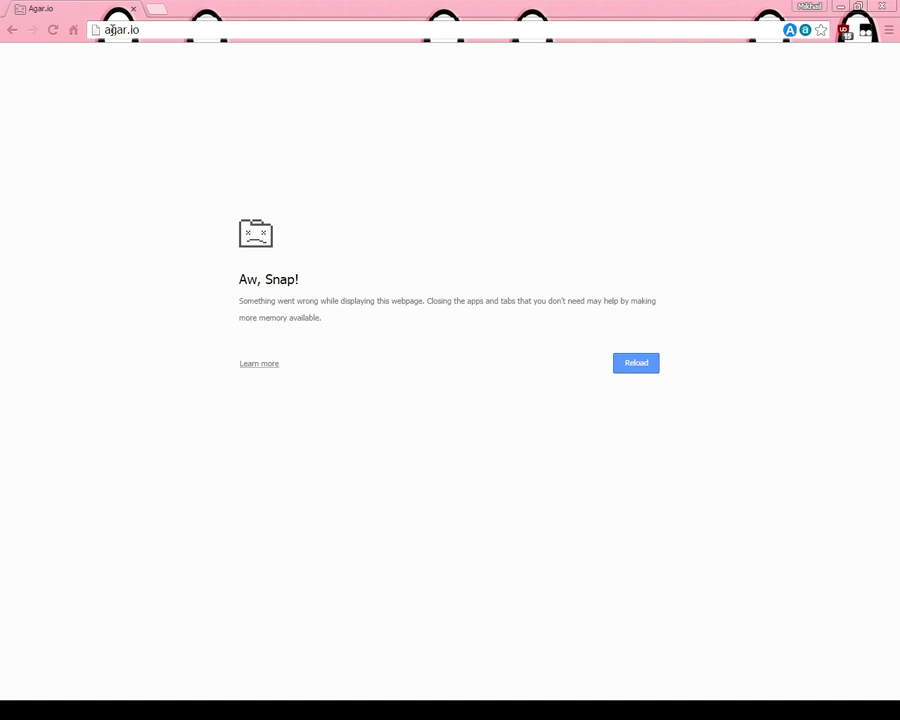 Agar.io
Mikhail
agar.io
Aw, Snap!
Something went wrong while displaying this webpage. Closing the apps and tabs that you don't need may help by making
more memory available.
Learn more
Reload